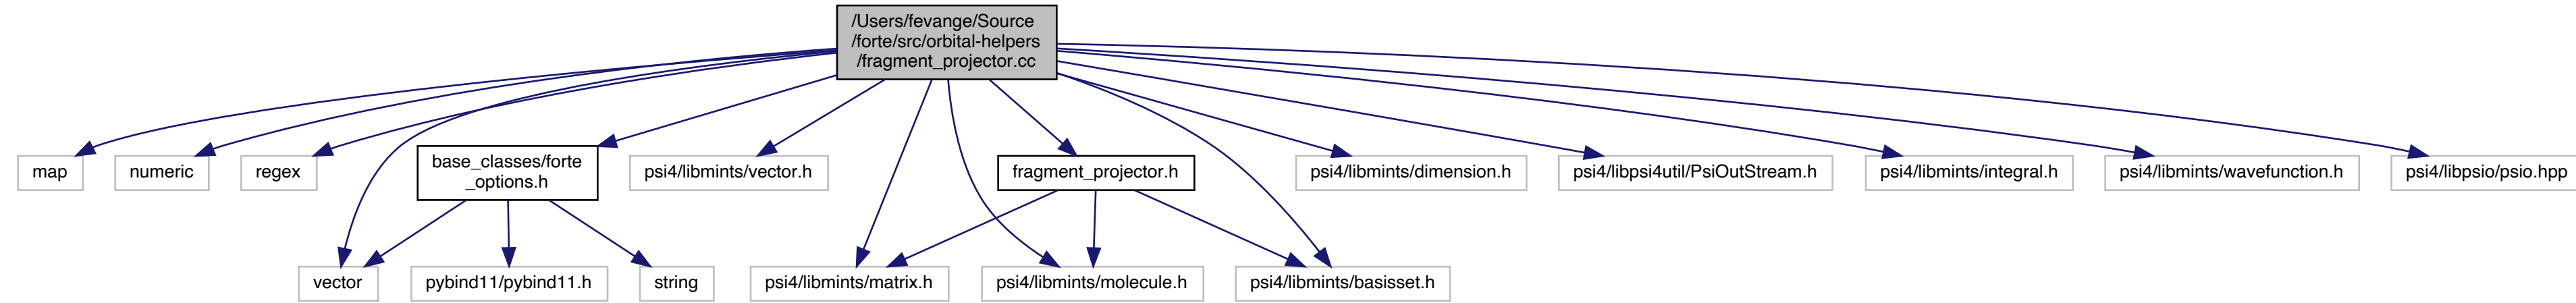 /Users/fevange/Source
/forte/src/orbital-helpers
/fragment_projector.cc
map
numeric
regex
base_classes/forte
_options.h
psi4/libmints/vector.h
fragment_projector.h
psi4/libmints/dimension.h
psi4/libpsi4util/PsiOutStream.h
psi4/libmints/integral.h
psi4/libmints/wavefunction.h
psi4/libpsio/psio.hpp
vector
pybind11/pybind11.h
string
psi4/libmints/matrix.h
psi4/libmints/molecule.h
psi4/libmints/basisset.h